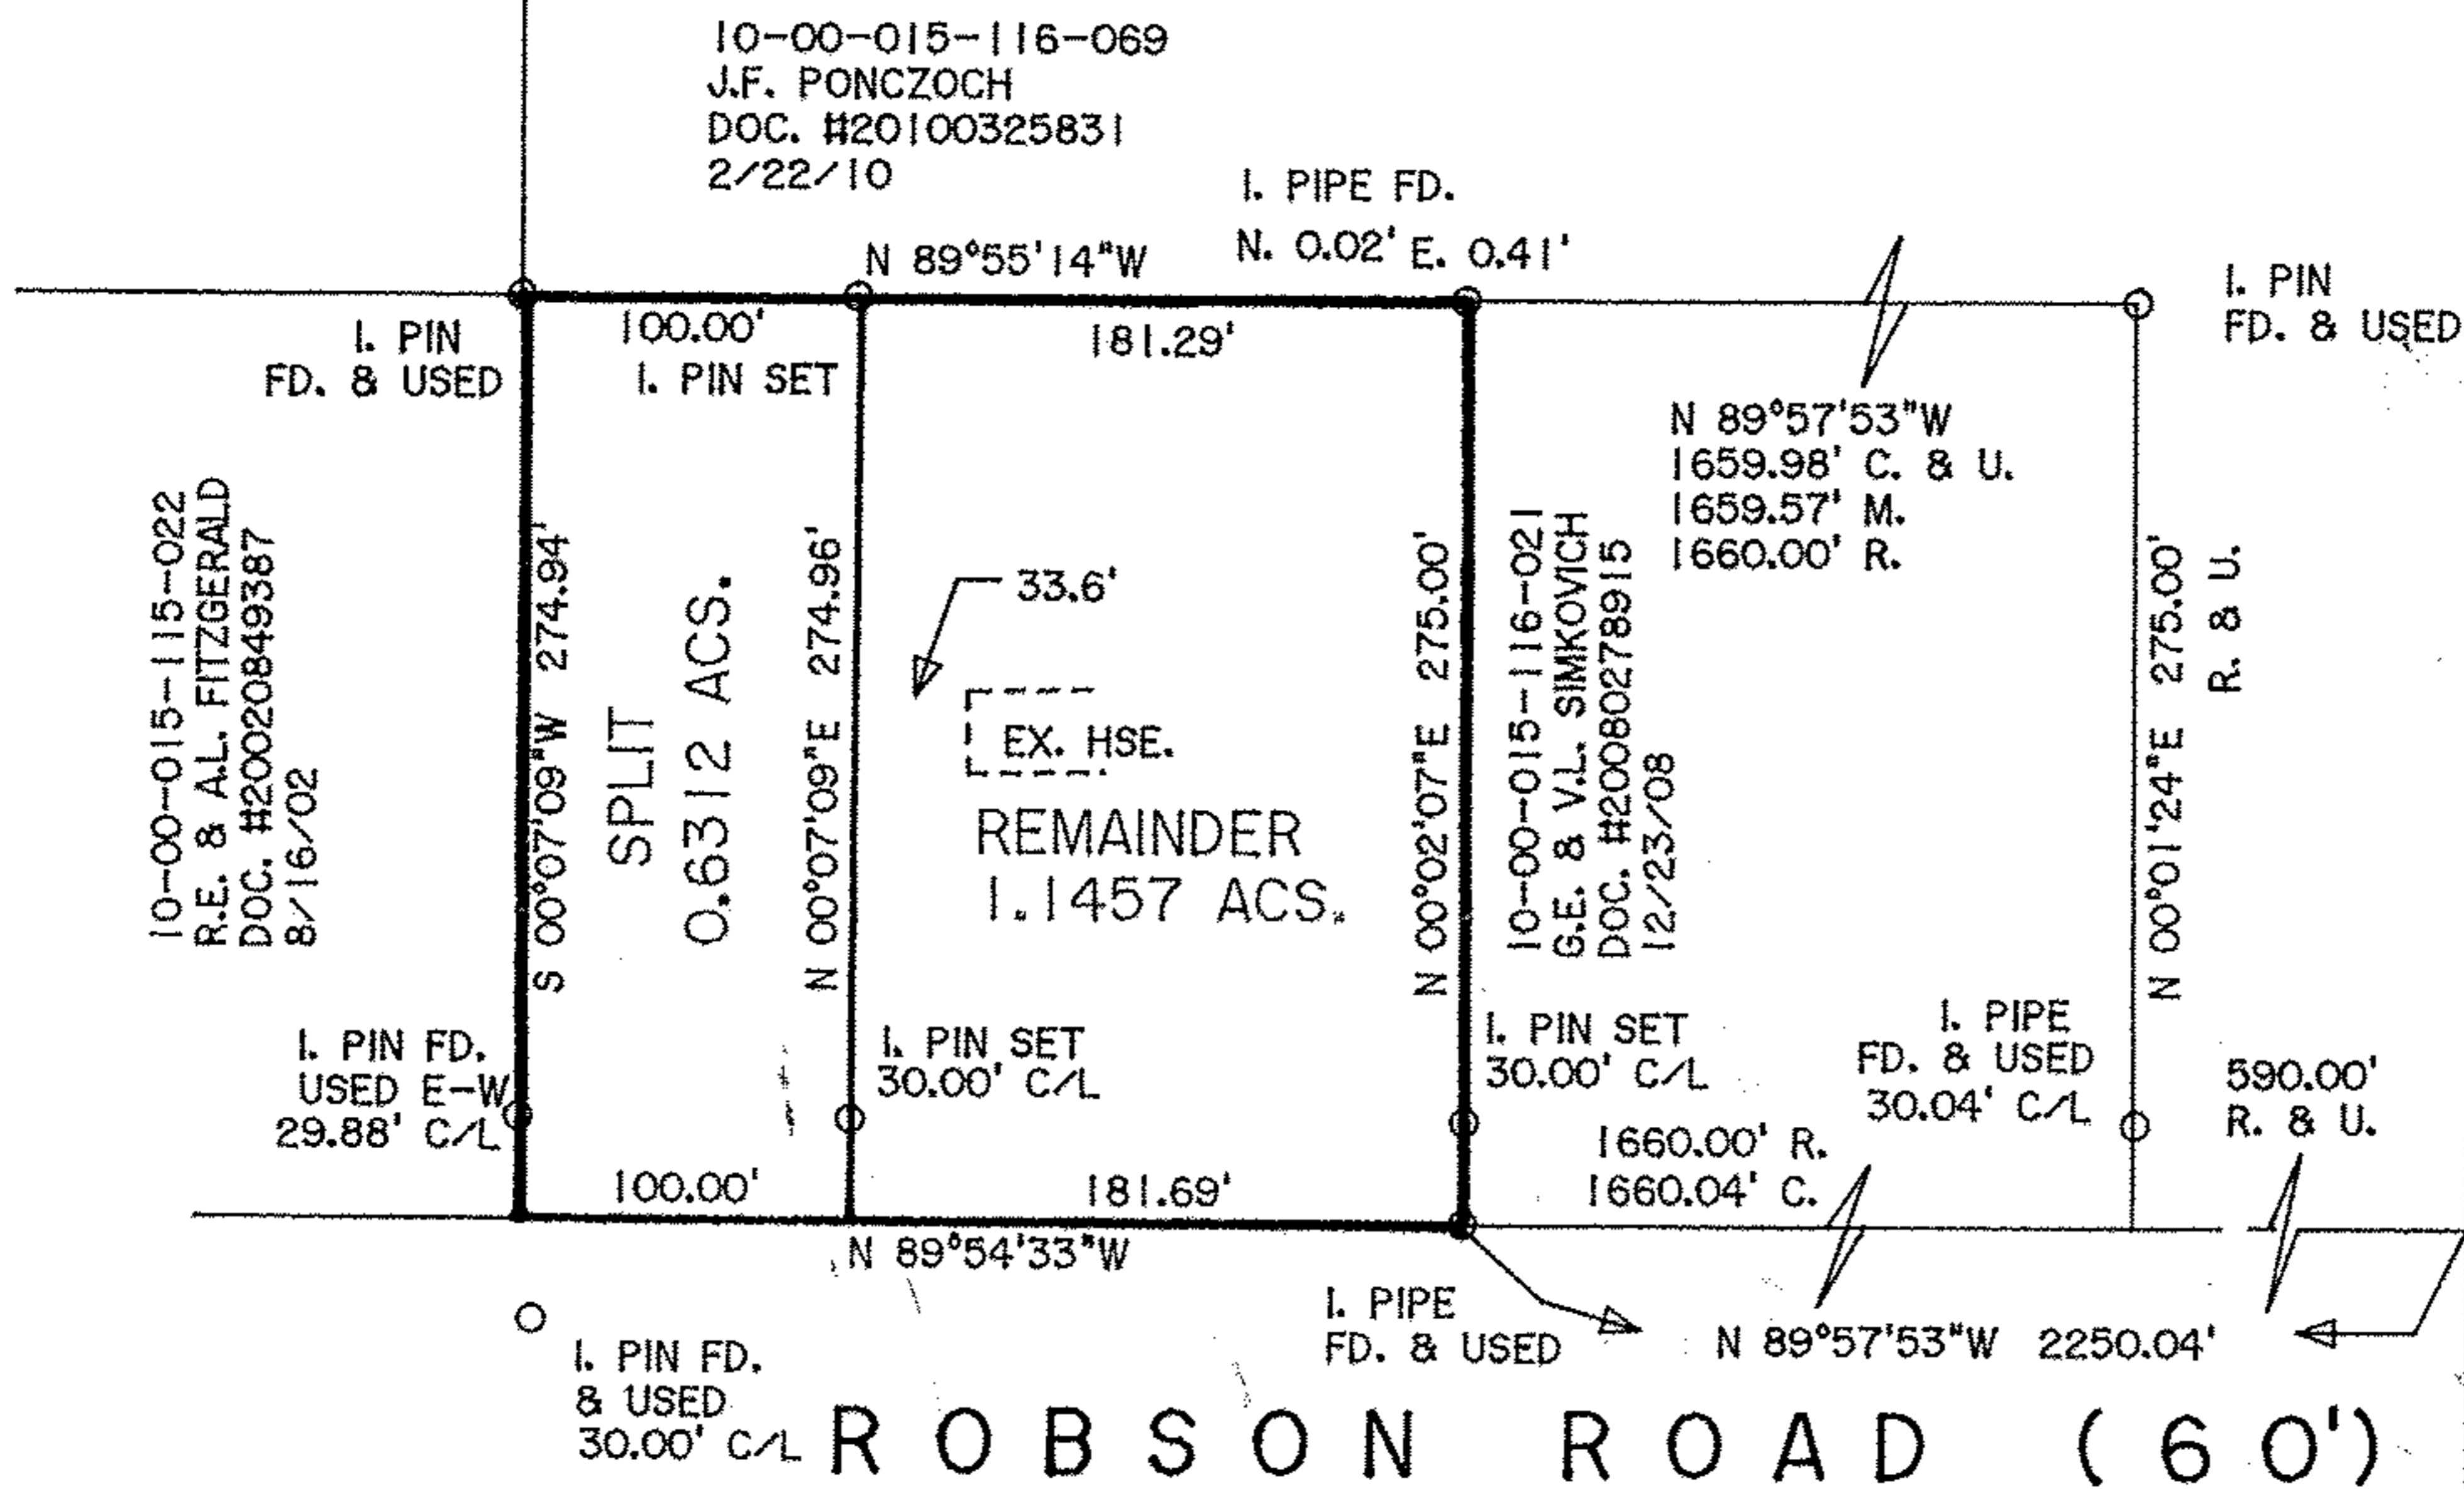 10-00-015-116-069
J.F. PONCZOCH
DOC. #201003325831
2/22/10
I. PIPE FD.
N. 0.02' E. 0.41'
N 89°55'14"W
I. PIN
FD. & USED
100.00'
181.29'
I. PIN
FD. & USED
I. PIN SET
N 89°57'53"W
1659.98' C. & U.
1659.57' M.
1660.00' R.
10-00-015-115-022
R.E. & A.L. FITZGERALD
DOC. #20020849387
8/16/02
S 00°07'09"W 274.94'
SPLIT
0.6312 ACS.
N 00°07'09"E 274.96'
33.6'
EX. HSE.
REMAINDER
1.1457 ACS.
N 00°02'07"E 275.00'
10-00-015-116-021
G.E. & V.L. SIMKOVICH
DOC. #20080278915
12/23/08
N 00°01'24"E 275.00'
R. & U.
I. PIN FD.
USED E-W
29.88' C/L
I. PIN SET
30.00' C/L
I. PIN SET
30.00' C/L
I. PIPE
FD. & USED
30.04' C/L
590.00'
R. & U.
1660.00' R.
1660.04' C.
100.00'
181.69'
N 89°54'33"W
I. PIN FD.
& USED
30.00' C/L
I. PIPE
FD. & USED
N 89°57'53"W 2250.04'
ROBSON ROAD (60')